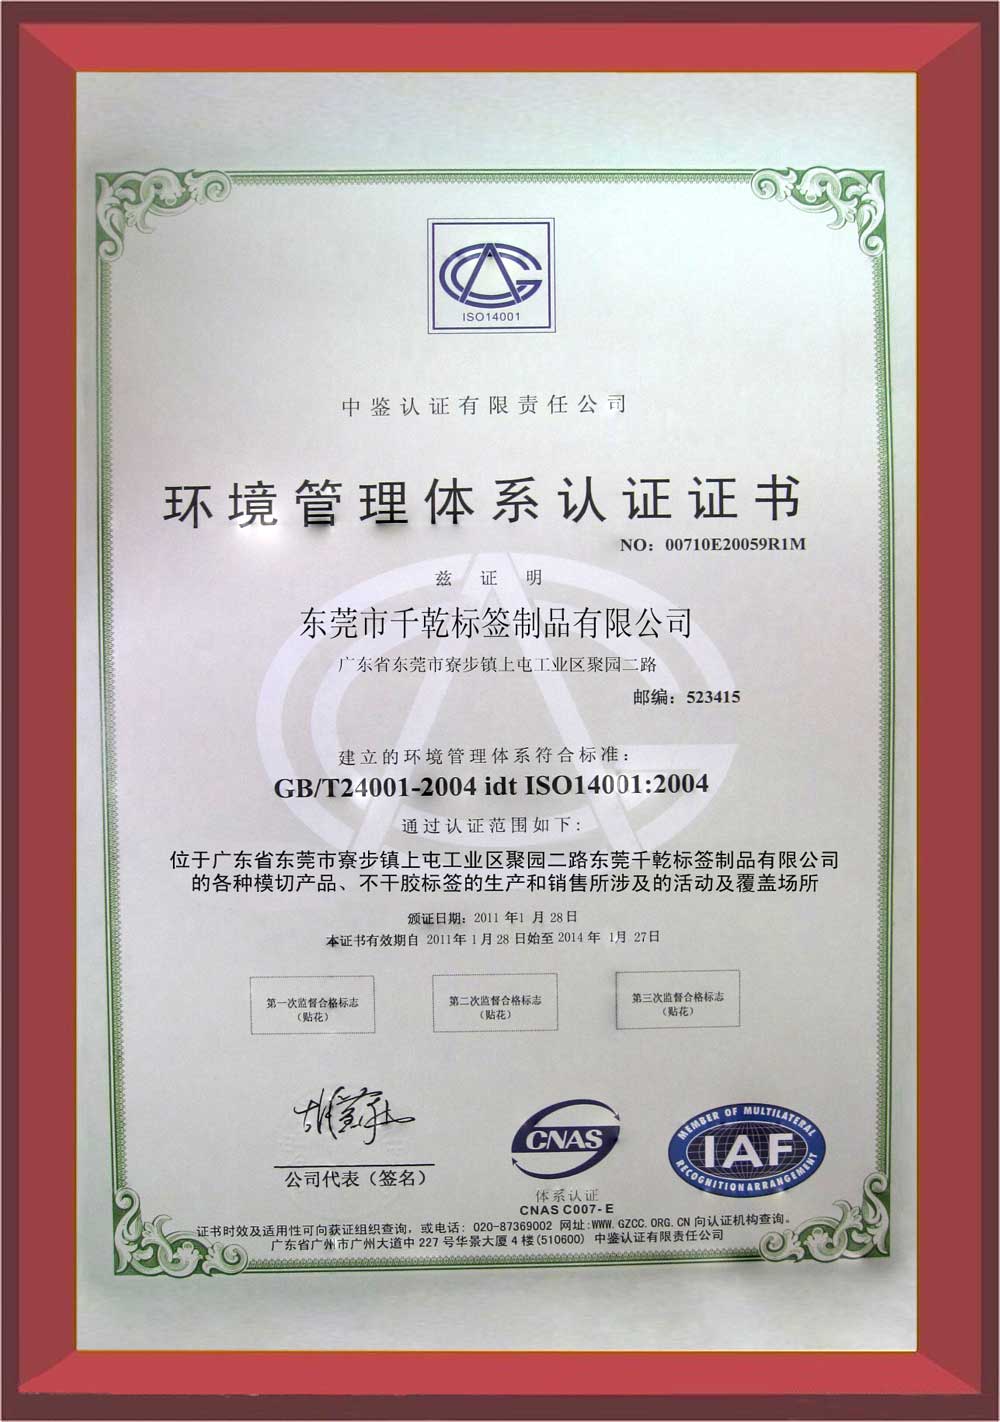 ISO14001
中鉴认证有限责任公司
环境管理体系认证证书
NO：00710E20059R1M
兹证明
东莞市千乾标签制品有限公司
广东省东莞市寮步镇上屯工业区聚园二路
邮编：523415
建立的环境管理体系符合标准：
GB/T24001-2004 idt ISO14001:2004
通过认证范围如下：
位于广东省东莞市寮步镇上屯工业区聚园二路东莞千乾标签制品有限公司
的各种模切产品、不干胶标签的生产和销售所涉及的活动及覆盖场所
颁证日期：2011 年1 月 28日
本证书有效期自 2011年 1月28 日始至 2014 年 1月 27日
第一次监督合格标志
（贴花）
第二次监督合格标志
（贴花）
第三次监督合格标志
（贴花）
公司代表（签名）
CNAS
体系认证
CNAS C007-E
MEMBER OF MULTILATERAL
IAF
RECOGNITION ARRANGEMENT
证书时效及适用性可向获证组织查询，或电话：020-87369002 网址:WWW.GZCC.ORG.CN 向认证机构查询。
广东省广州市广州大道中 227 号华景大厦 4 楼(510600) 中鉴认证有限责任公司